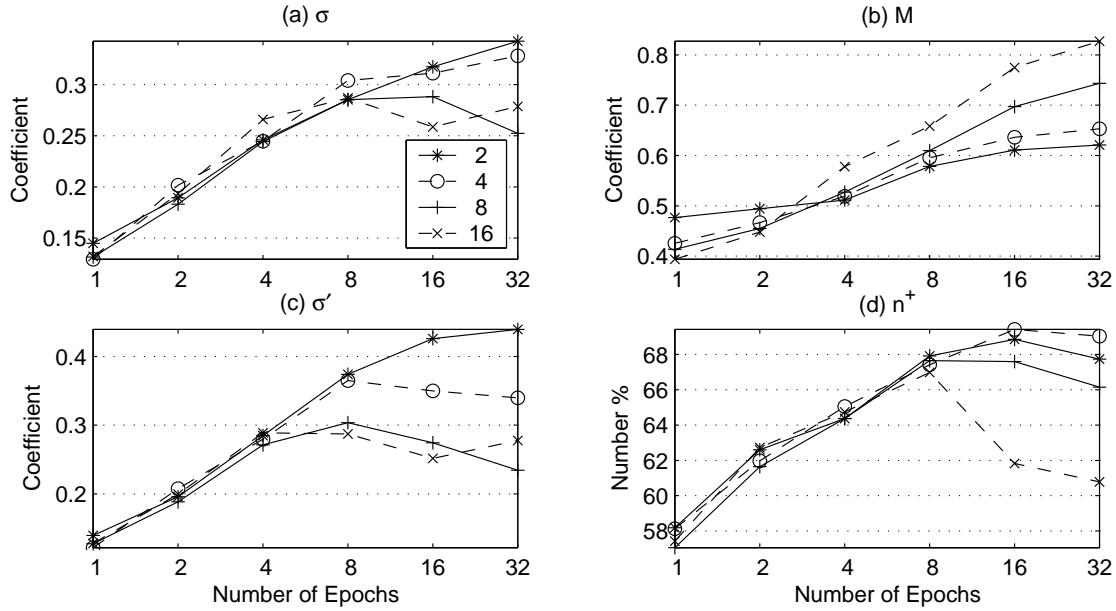 (a) σ
Coefficient
0.3
0.25
0.2
0.15
1 2 4 8 16 32
2
4
8
16
(b) M
Coefficient
0.8
0.7
0.6
0.5
0.4
1 2 4 8 16 32
(c) σ′
Coefficient
0.4
0.3
0.2
1 2 4 8 16 32
Number of Epochs
(d) n⁺
Number %
68
66
64
62
60
58
1 2 4 8 16 32
Number of Epochs